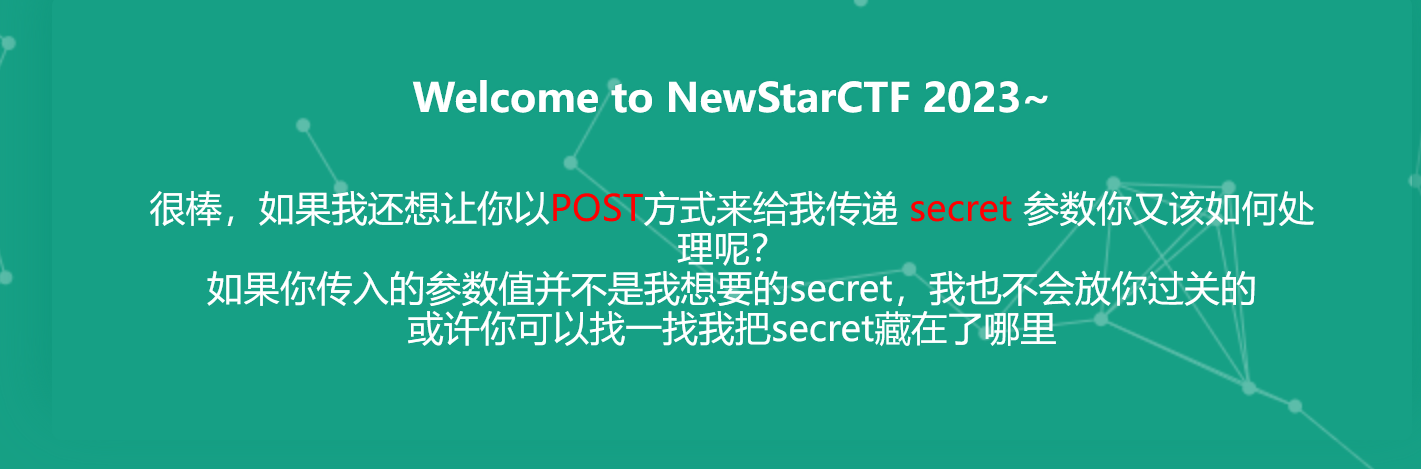 Welcome to NewStarCTF 2023~
很棒，如果我还想让你以POST方式来给我传递 secret 参数你又该如何处
理呢？
如果你传入的参数值并不是我想要的secret，我也不会放你过关的
或许你可以找一找我把secret藏在了哪里